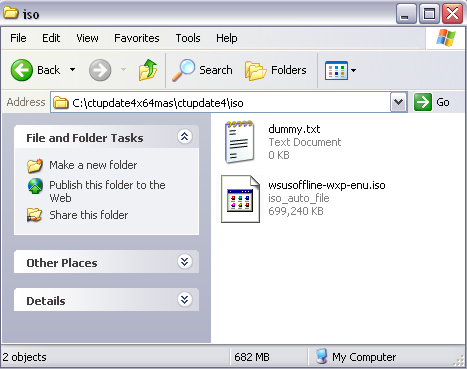 iso
File Edit View Favorites Tools Help
Back Search Folders
Address C:\ctupdate4x64mas\ctupdate4\iso Go
File and Folder Tasks
Make a new folder
Publish this folder to the
Web
Share this folder
Other Places
Details
dummy.txt
Text Document
0 KB
wsusoffline-wxp-enu.iso
iso_auto_file
699,240 KB
2 objects 682 MB My Computer